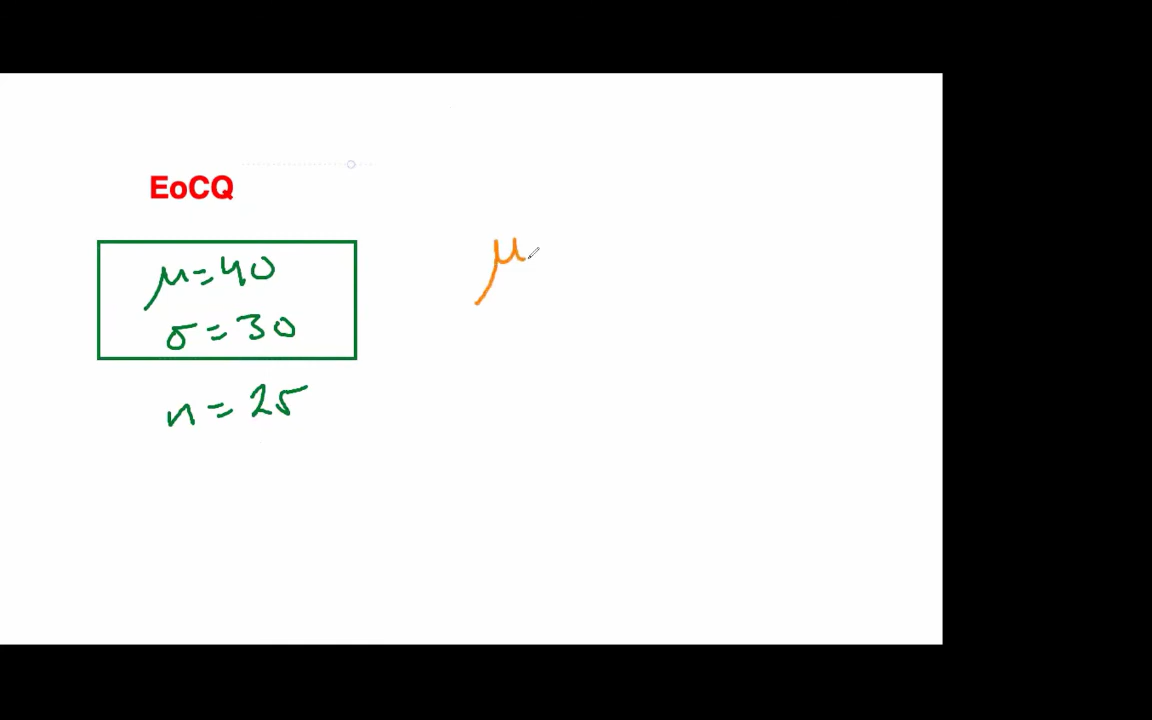 EoCQ
μ = 40
σ = 30
n = 25
μ